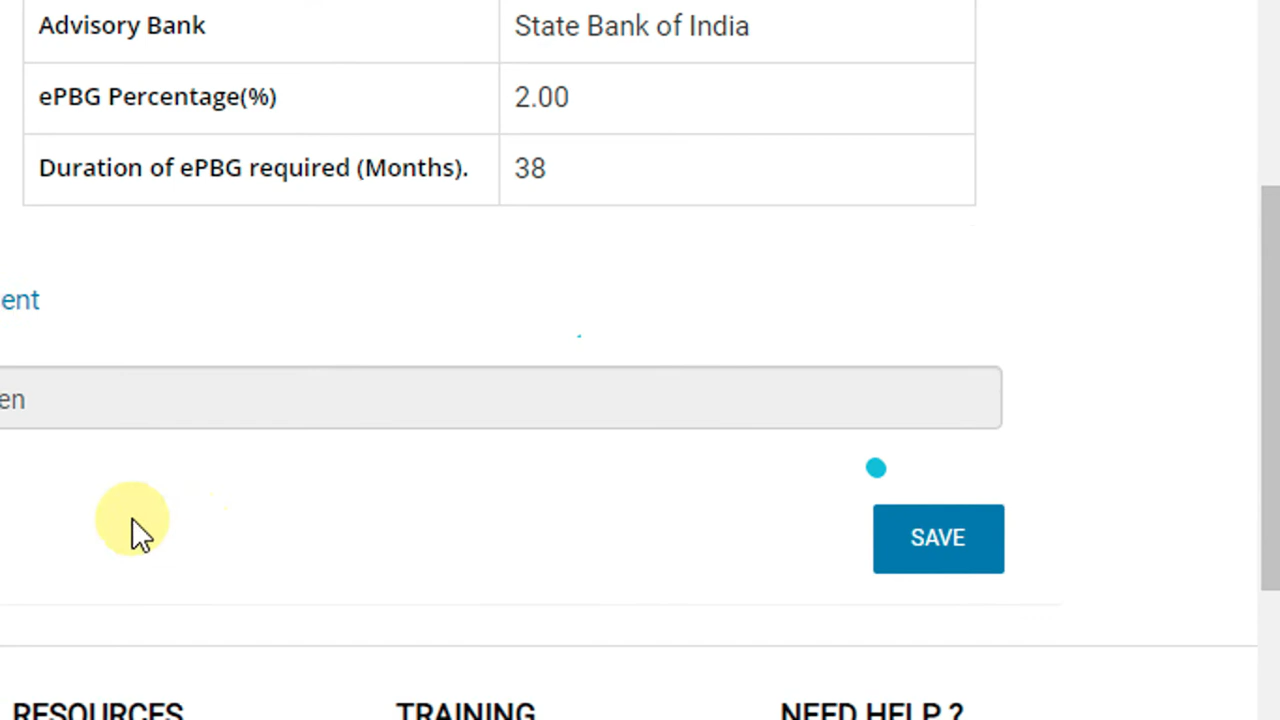 Advisory Bank State Bank of India
ePBG Percentage(%) 2.00
Duration of ePBG required (Months). 38
ent
en
SAVE
RESOURCES TRAINING NEED HELP ?